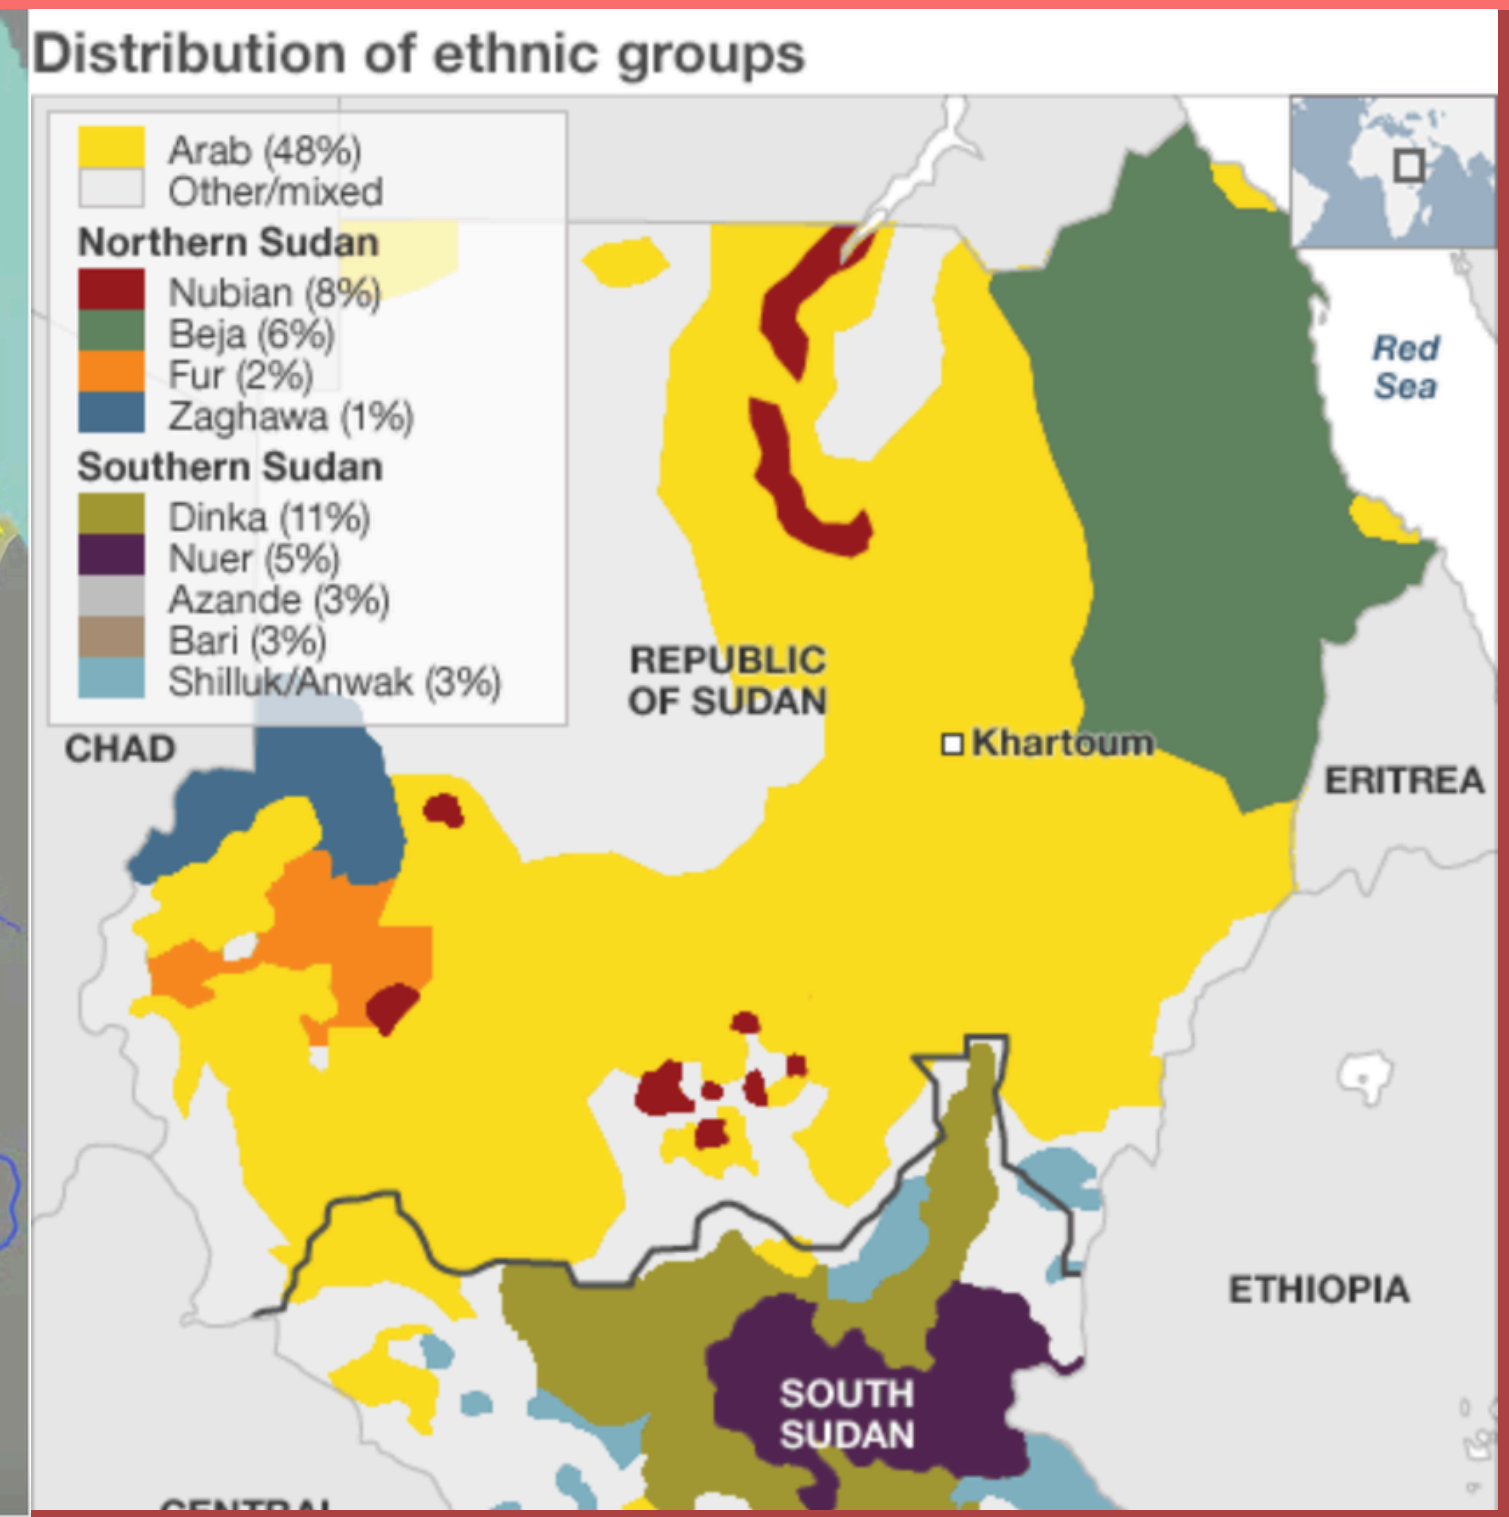 Distribution of ethnic groups
Arab (48%)
Other/mixed
Northern Sudan
Nubian (8%)
Beja (6%)
Fur (2%)
Zaghawa (1%)
Southern Sudan
Dinka (11%)
Nuer (5%)
Azande (3%)
Bari (3%)
Shilluk/Anwak (3%)
Red
Sea
REPUBLIC
OF SUDAN
Khartoum
CHAD
ERITREA
ETHIOPIA
SOUTH
SUDAN
CENTRAL